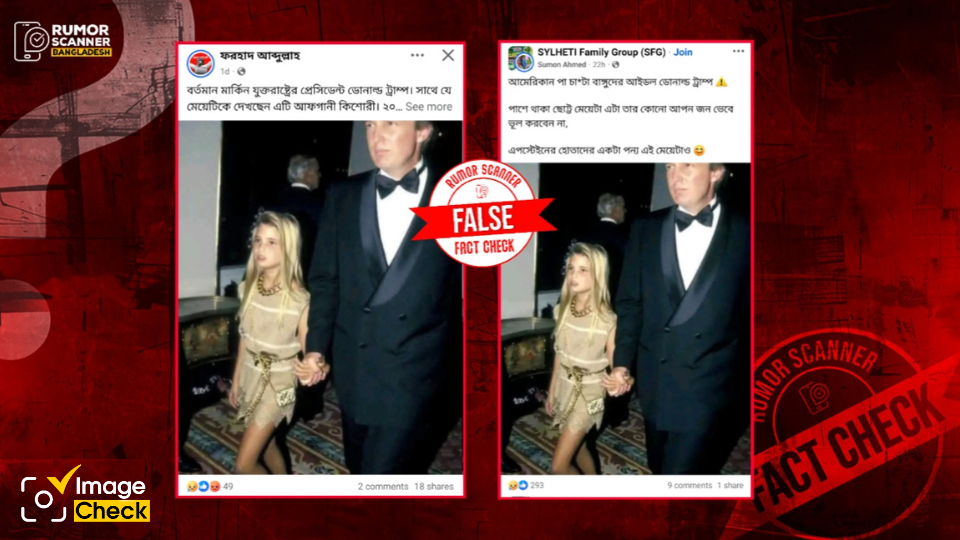 RUMOR
SCANNER
BANGLADESH
ফরহাদ আব্দুল্লাহ
1d
বর্তমান মার্কিন যুক্তরাষ্ট্রের প্রেসিডেন্ট ডোনাল্ড ট্রাম্প। সাথে যে
মেয়েটিকে দেখছেন এটি আফগানী কিশোরী। ২০... See more
49
2 comments 18 shares
SYLHETI Family Group (SFG) · Join
Sumon Ahmed · 22h
আমেরিকান পা চাশ্টা বাঙ্গুদের আইডল ডোনাল্ড ট্রাম্প
পাশে থাকা ছোট্ট মেয়েটা এটা তার কোনো আপন জন ভেবে
ভূল করবেন না,
এপস্টেইনের হোতাদের একটা পন্য এই মেয়েটাও
293
9 comments 1 share
RUMOR SCANNER
FALSE
FACT CHECK
RUMOR SCANNER
FACT CHECK
Image
Check